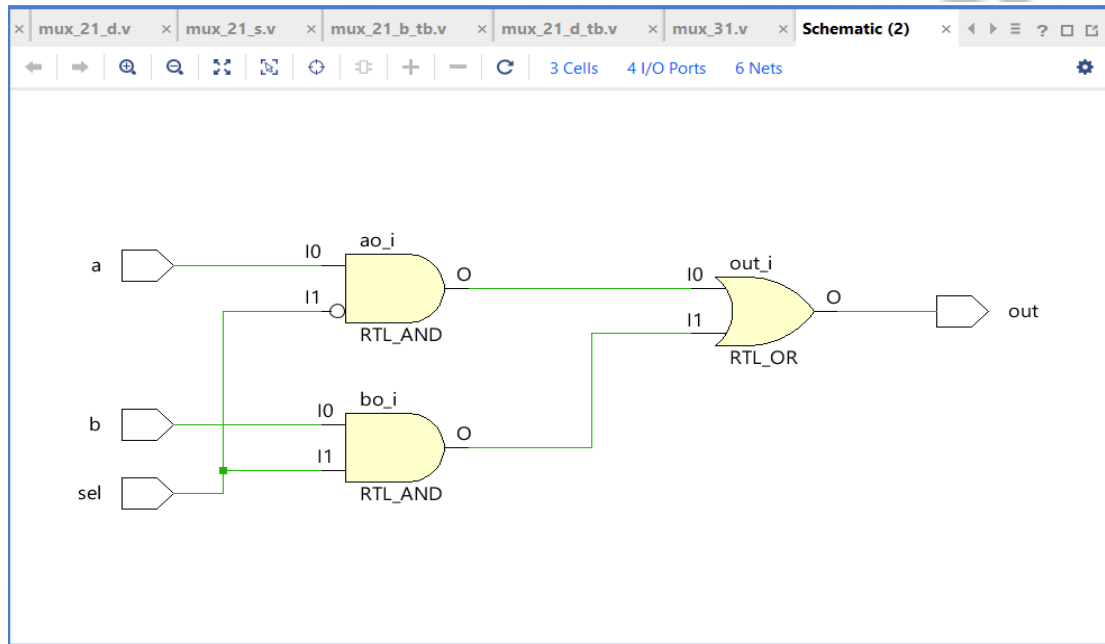 mux_21_d.v mux_21_s.v mux_21_b_tb.v mux_21_d_tb.v mux_31.v Schematic (2)
3 Cells 4 I/O Ports 6 Nets
a
I0
ao_i
O
I1
RTL_AND
I0
out_i
O
I1
RTL_OR
out
b
I0
bo_i
O
I1
RTL_AND
sel